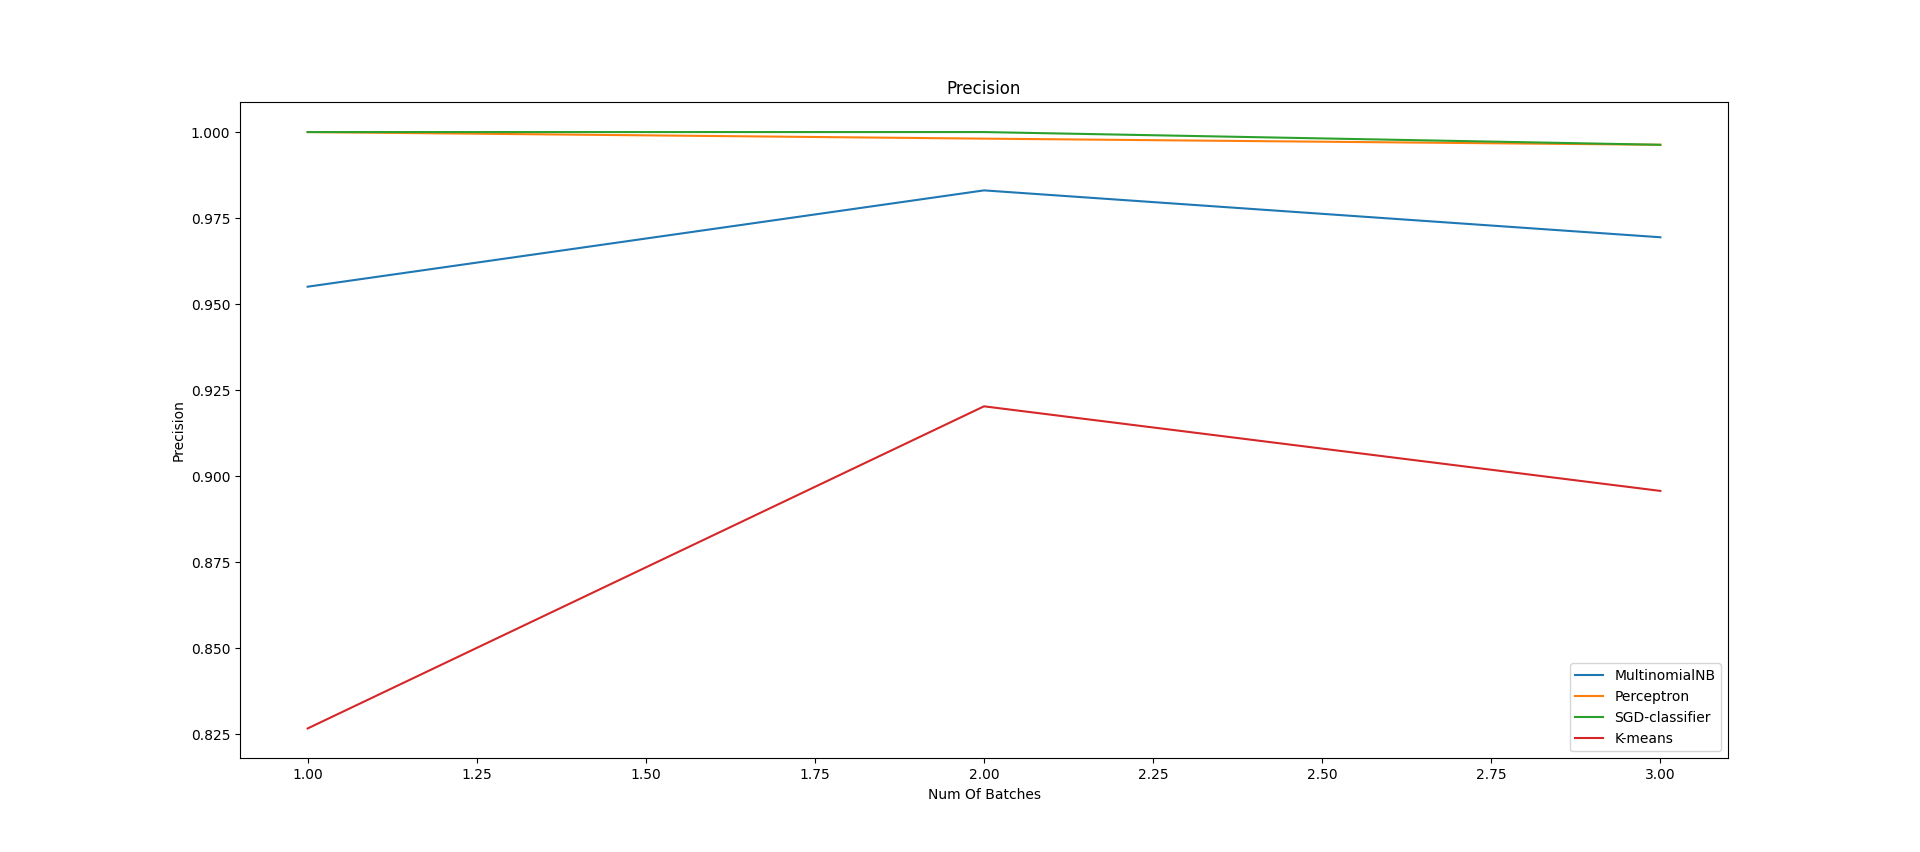 Precision
1.000
0.975
0.950
0.925
0.900
0.875
0.850
0.825
Precision
1.00 1.25 1.50 1.75 2.00 2.25 2.50 2.75 3.00
Num Of Batches
MultinomialNB
Perceptron
SGD-classifier
K-means